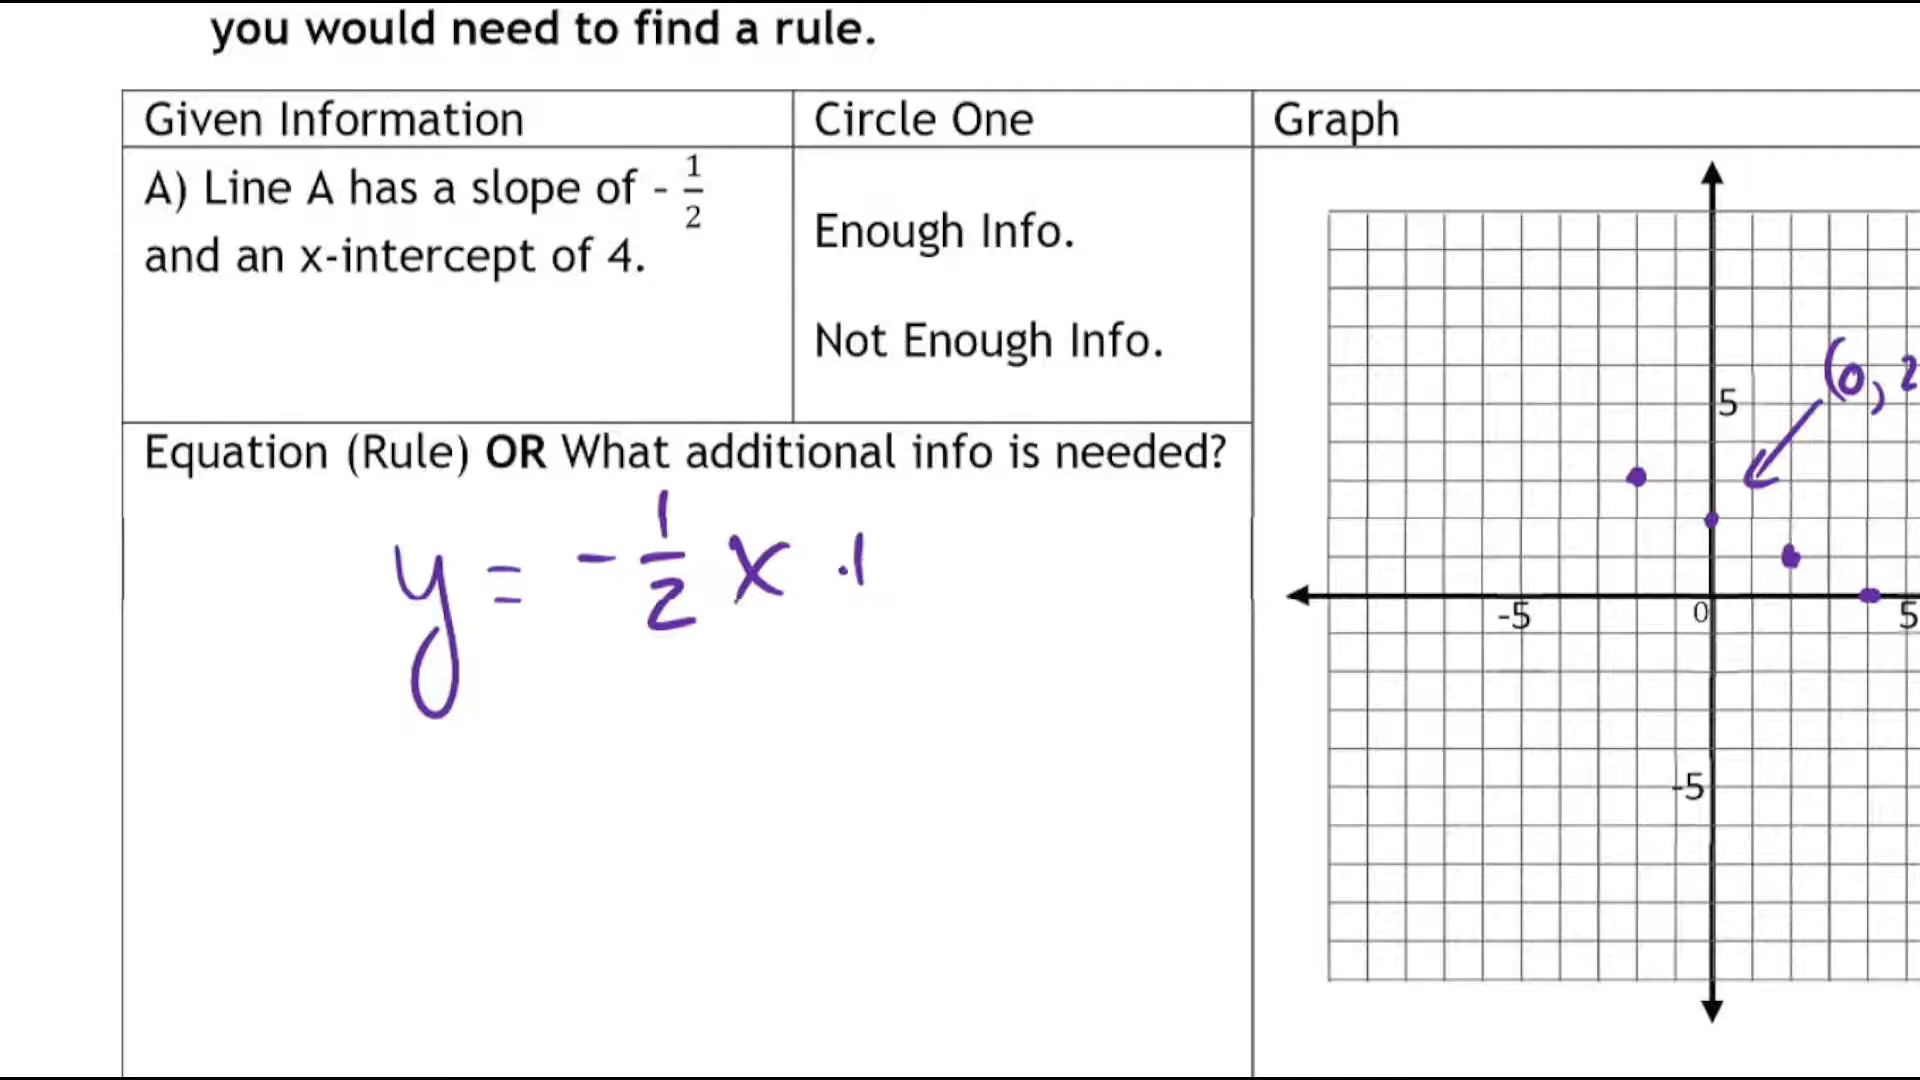 you would need to find a rule.
Given Information
Circle One
Graph
A) Line A has a slope of - 1/2
and an x-intercept of 4.
Enough Info.
Not Enough Info.
Equation (Rule) OR What additional info is needed?
y = - 1/2 x
(0, 2
5
-5
0
5
-5